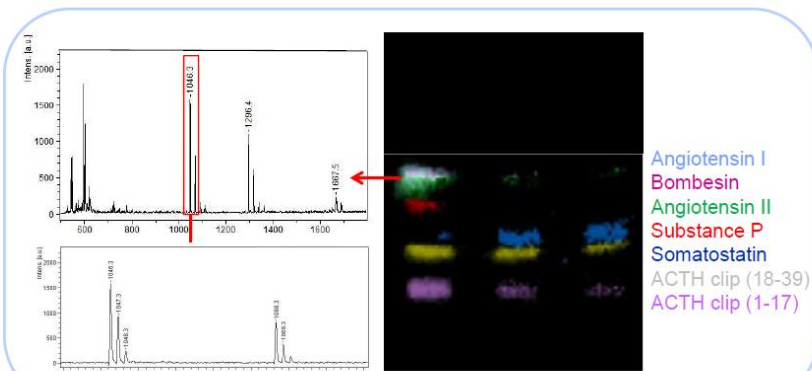 Intens. [a.u.]
2000
1500
1000
500
0
1046.3
1296.4
1667.5
600
800
1000
1200
1400
1600
Intens. [a.u.]
2000
1500
1000
500
0
1046.3
1047.3
1048.3
Angiotensin I
Bombesin
Angiotensin II
Substance P
Somatostatin
ACTH clip (18-39)
ACTH clip (1-17)